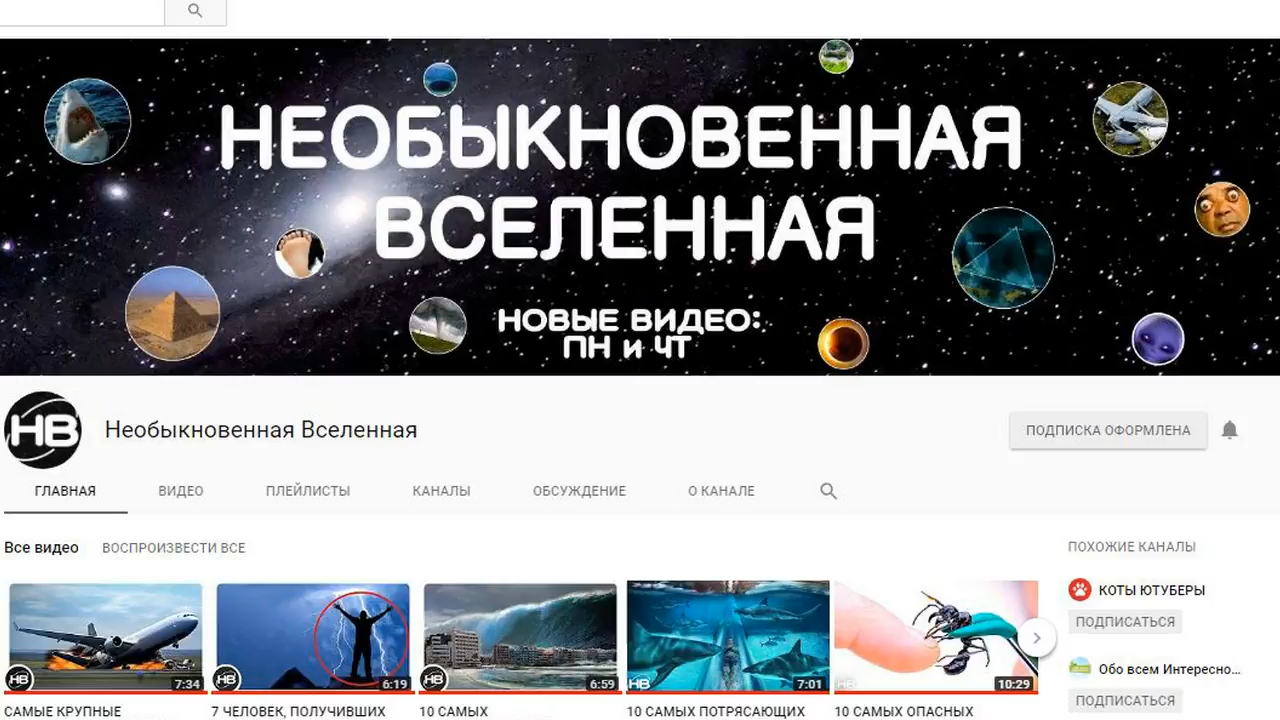 НЕОБЫКНОВЕННАЯ
ВСЕЛЕННАЯ
НОВЫЕ ВИДЕО:
ПН и ЧТ
НВ
Необыкновенная Вселенная
ПОДПИСКА ОФОРМЛЕНА
ГЛАВНАЯ ВИДЕО ПЛЕЙЛИСТЫ КАНАЛЫ ОБСУЖДЕНИЕ О КАНАЛЕ
Все видео ВОСПРОИЗВЕСТИ ВСЕ
ПОХОЖИЕ КАНАЛЫ
КОТЫ ЮТУБЕРЫ
ПОДПИСАТЬСЯ
Обо всем Интересно...
ПОДПИСАТЬСЯ
НВ 7:34 НВ 6:19 НВ 6:59 НВ 7:01 НВ 10:29
САМЫЕ КРУПНЫЕ 7 ЧЕЛОВЕК, ПОЛУЧИВШИХ 10 САМЫХ 10 САМЫХ ПОТРЯСАЮЩИХ 10 САМЫХ ОПАСНЫХ